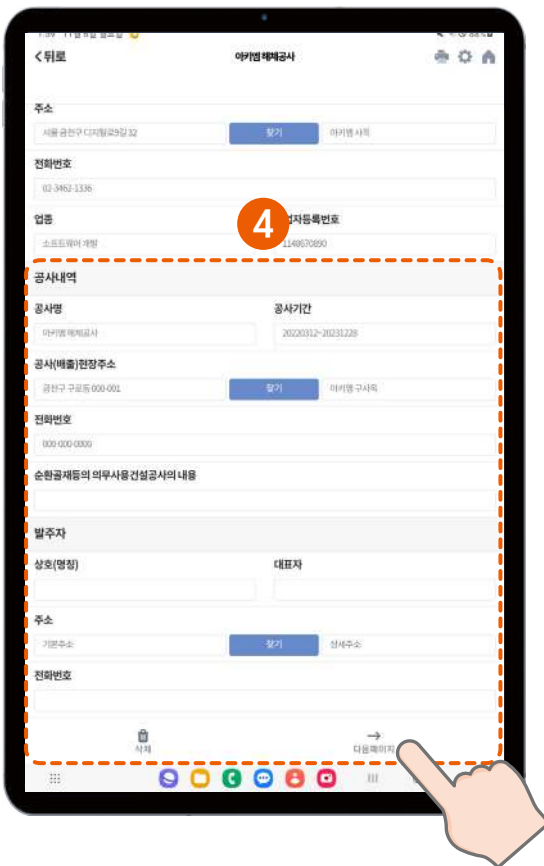 뒤로
아키엠 해체공사
주소
서울 금천구 디지털로9길 32
찾기
아키엠 사옥
전화번호
02-3462-1336
업종
4
업자등록번호
소프트웨어 개발
1148670890
공사내역
공사명
공사기간
아키엠 해체공사
20220312~20231228
공사(배출)현장주소
금천구 구로동 000-001
찾기
아키엠 구사옥
전화번호
000-000-0000
순환골재등의 의무사용건설공사의 내용
발주자
상호(명칭)
대표자
주소
기본주소
찾기
상세주소
전화번호
삭제
다음페이지